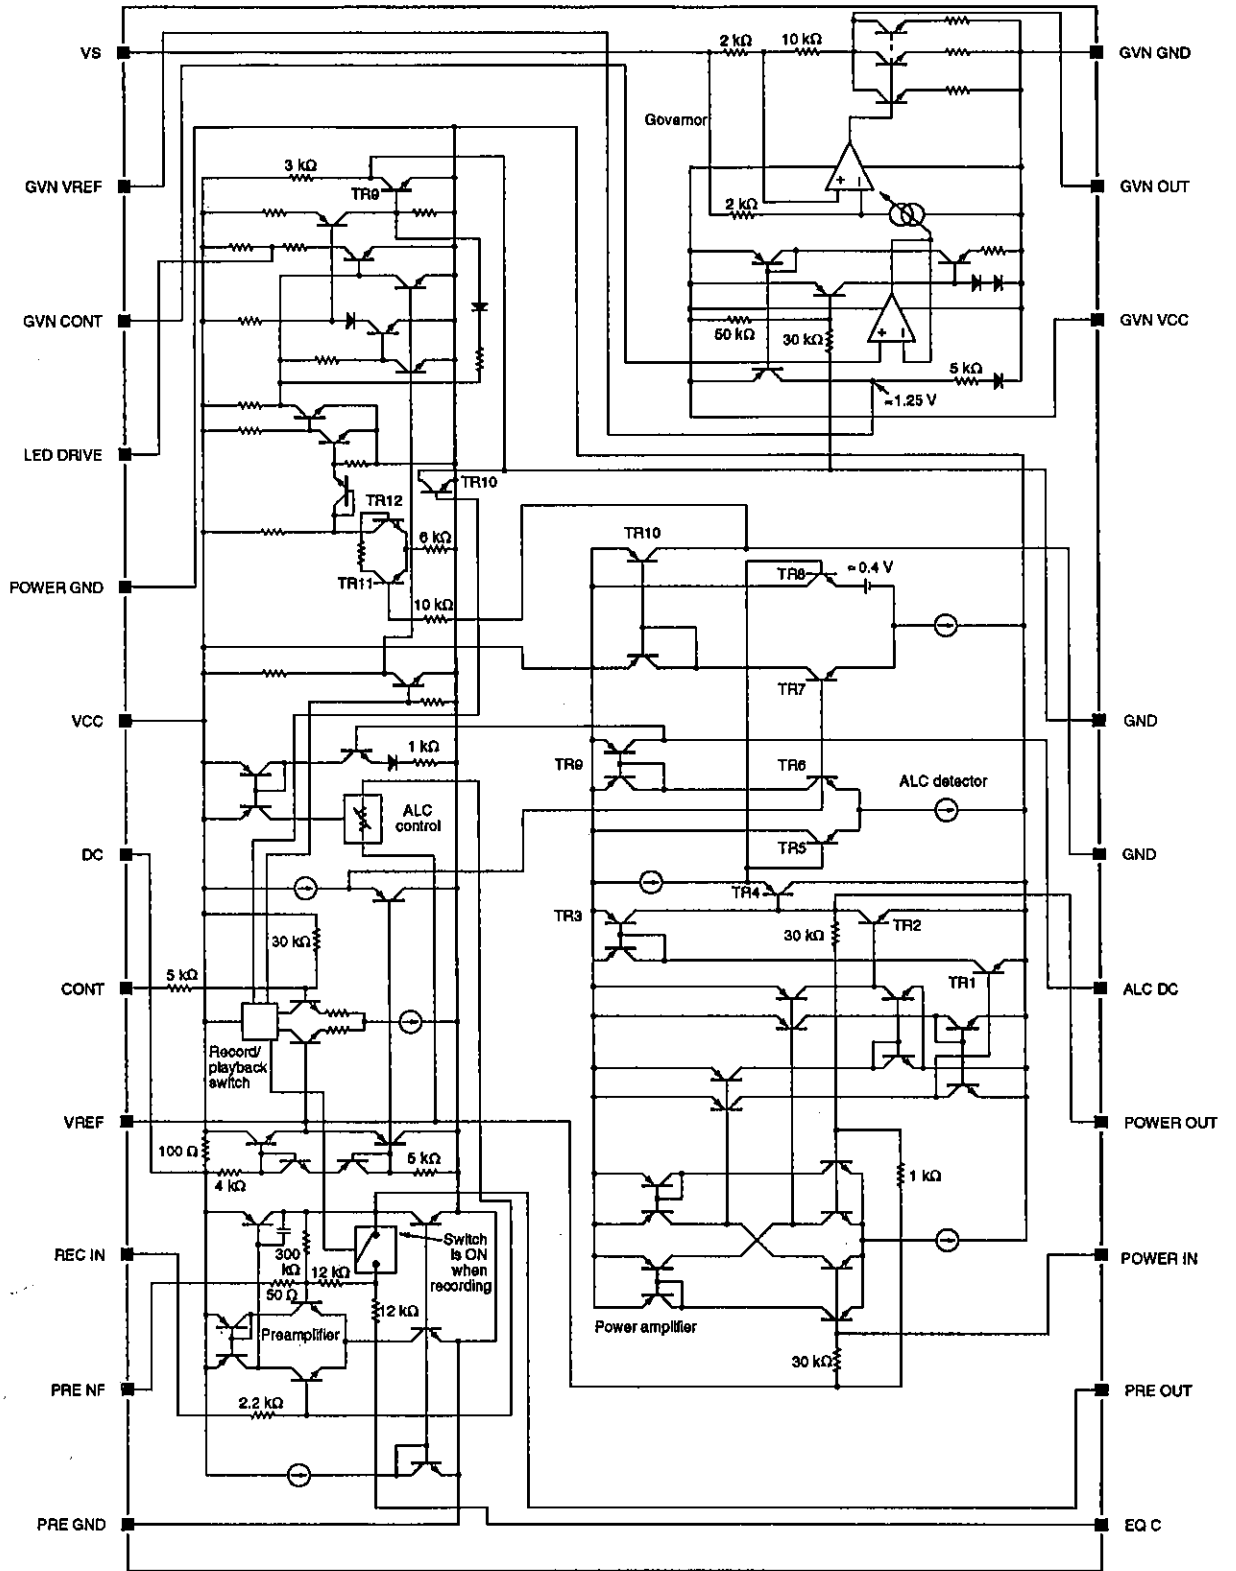 VS
2 kΩ
10 kΩ
GVN GND
Governor
3 kΩ
TR9
GVN VREF
GVN OUT
+
−
2 kΩ
GVN CONT
50 kΩ
30 kΩ
+
−
GVN VCC
5 kΩ
≈1.25 V
LED DRIVE
TR10
TR12
6 kΩ
TR10
TR8
≈0.4 V
POWER GND
TR11
10 kΩ
TR7
VCC
GND
1 kΩ
TR9
TR6
ALC detector
ALC
control
TR5
DC
GND
TR4
TR3
TR2
30 kΩ
30 kΩ
5 kΩ
TR1
CONT
ALC DC
Record/
playback
switch
VREF
POWER OUT
100 Ω
4 kΩ
5 kΩ
1 kΩ
REC IN
Switch
is ON
when
recording
POWER IN
300
kΩ
12 kΩ
50 Ω
12 kΩ
Preamplifier
Power amplifier
30 kΩ
PRE NF
PRE OUT
2.2 kΩ
PRE GND
EQ C